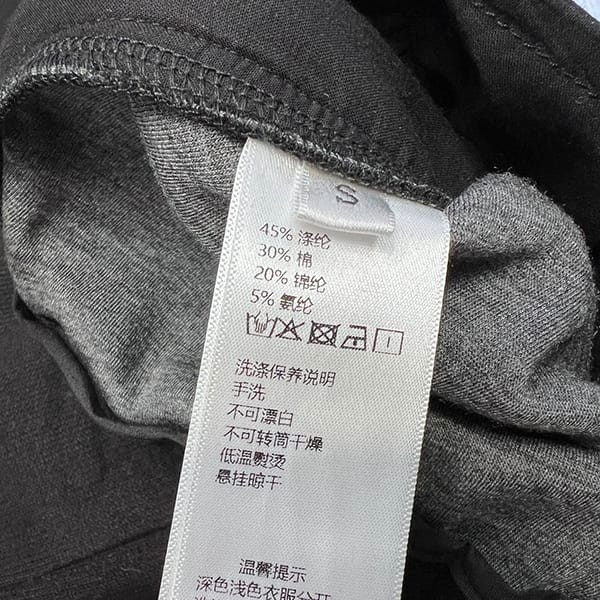 S
45% 涤纶
30% 棉
20% 锦纶
5% 氨纶
洗涤保养说明
手洗
不可漂白
不可转筒干燥
低温熨烫
悬挂晾干
温馨提示
深色浅色衣服分开